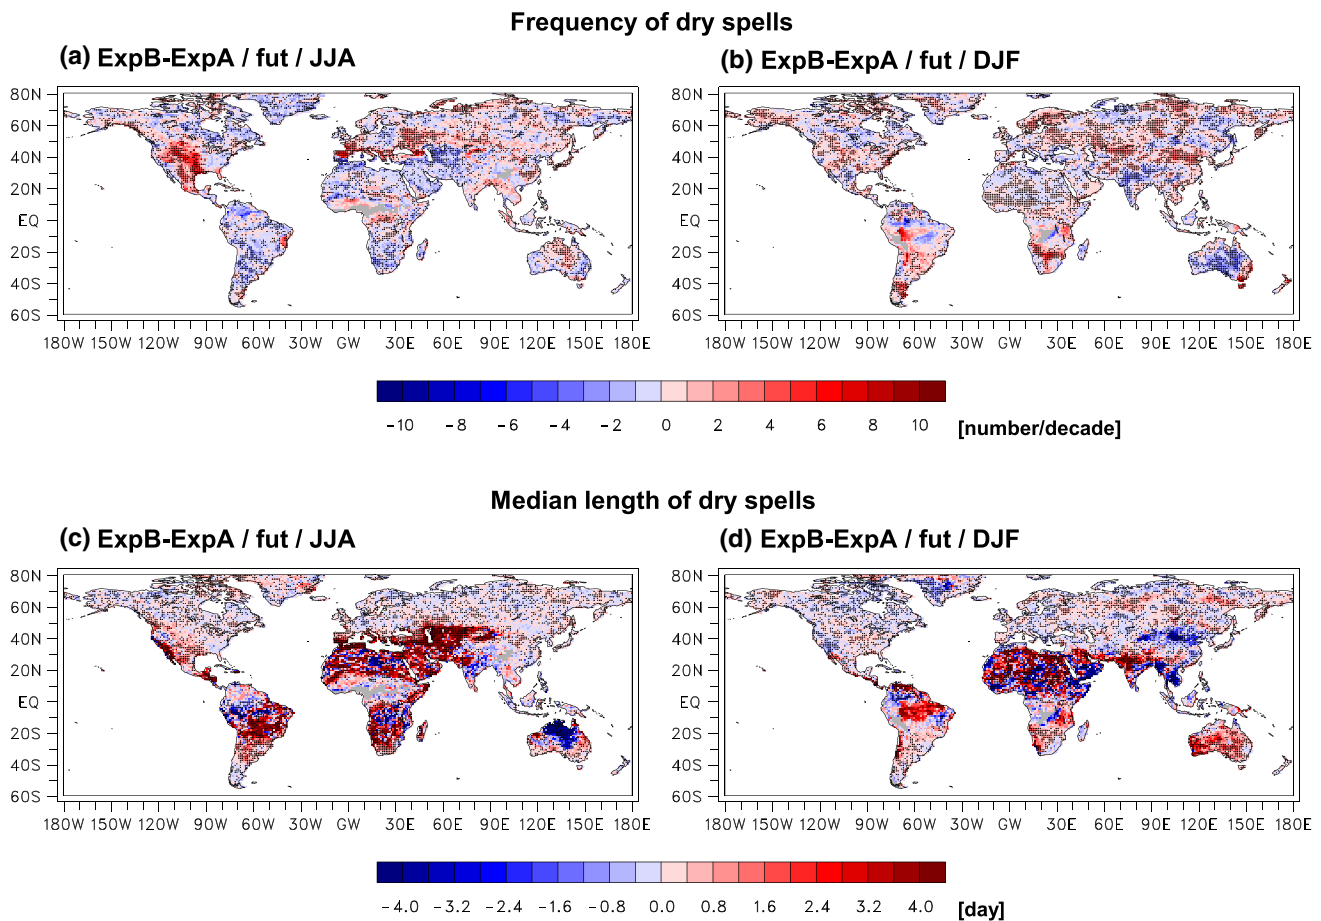 Frequency of dry spells
(a) ExpB-ExpA / fut / JJA
(b) ExpB-ExpA / fut / DJF
80N
60N
40N
20N
EQ
20S
40S
60S
180W 150W 120W 90W 60W 30W GW 30E 60E 90E 120E 150E 180E
80N
60N
40N
20N
EQ
20S
40S
60S
180W 150W 120W 90W 60W 30W GW 30E 60E 90E 120E 150E 180E
-10 -8 -6 -4 -2 0 2 4 6 8 10 [number/decade]
Median length of dry spells
(c) ExpB-ExpA / fut / JJA
(d) ExpB-ExpA / fut / DJF
80N
60N
40N
20N
EQ
20S
40S
60S
180W 150W 120W 90W 60W 30W GW 30E 60E 90E 120E 150E 180E
80N
60N
40N
20N
EQ
20S
40S
60S
180W 150W 120W 90W 60W 30W GW 30E 60E 90E 120E 150E 180E
-4.0 -3.2 -2.4 -1.6 -0.8 0.0 0.8 1.6 2.4 3.2 4.0 [day]